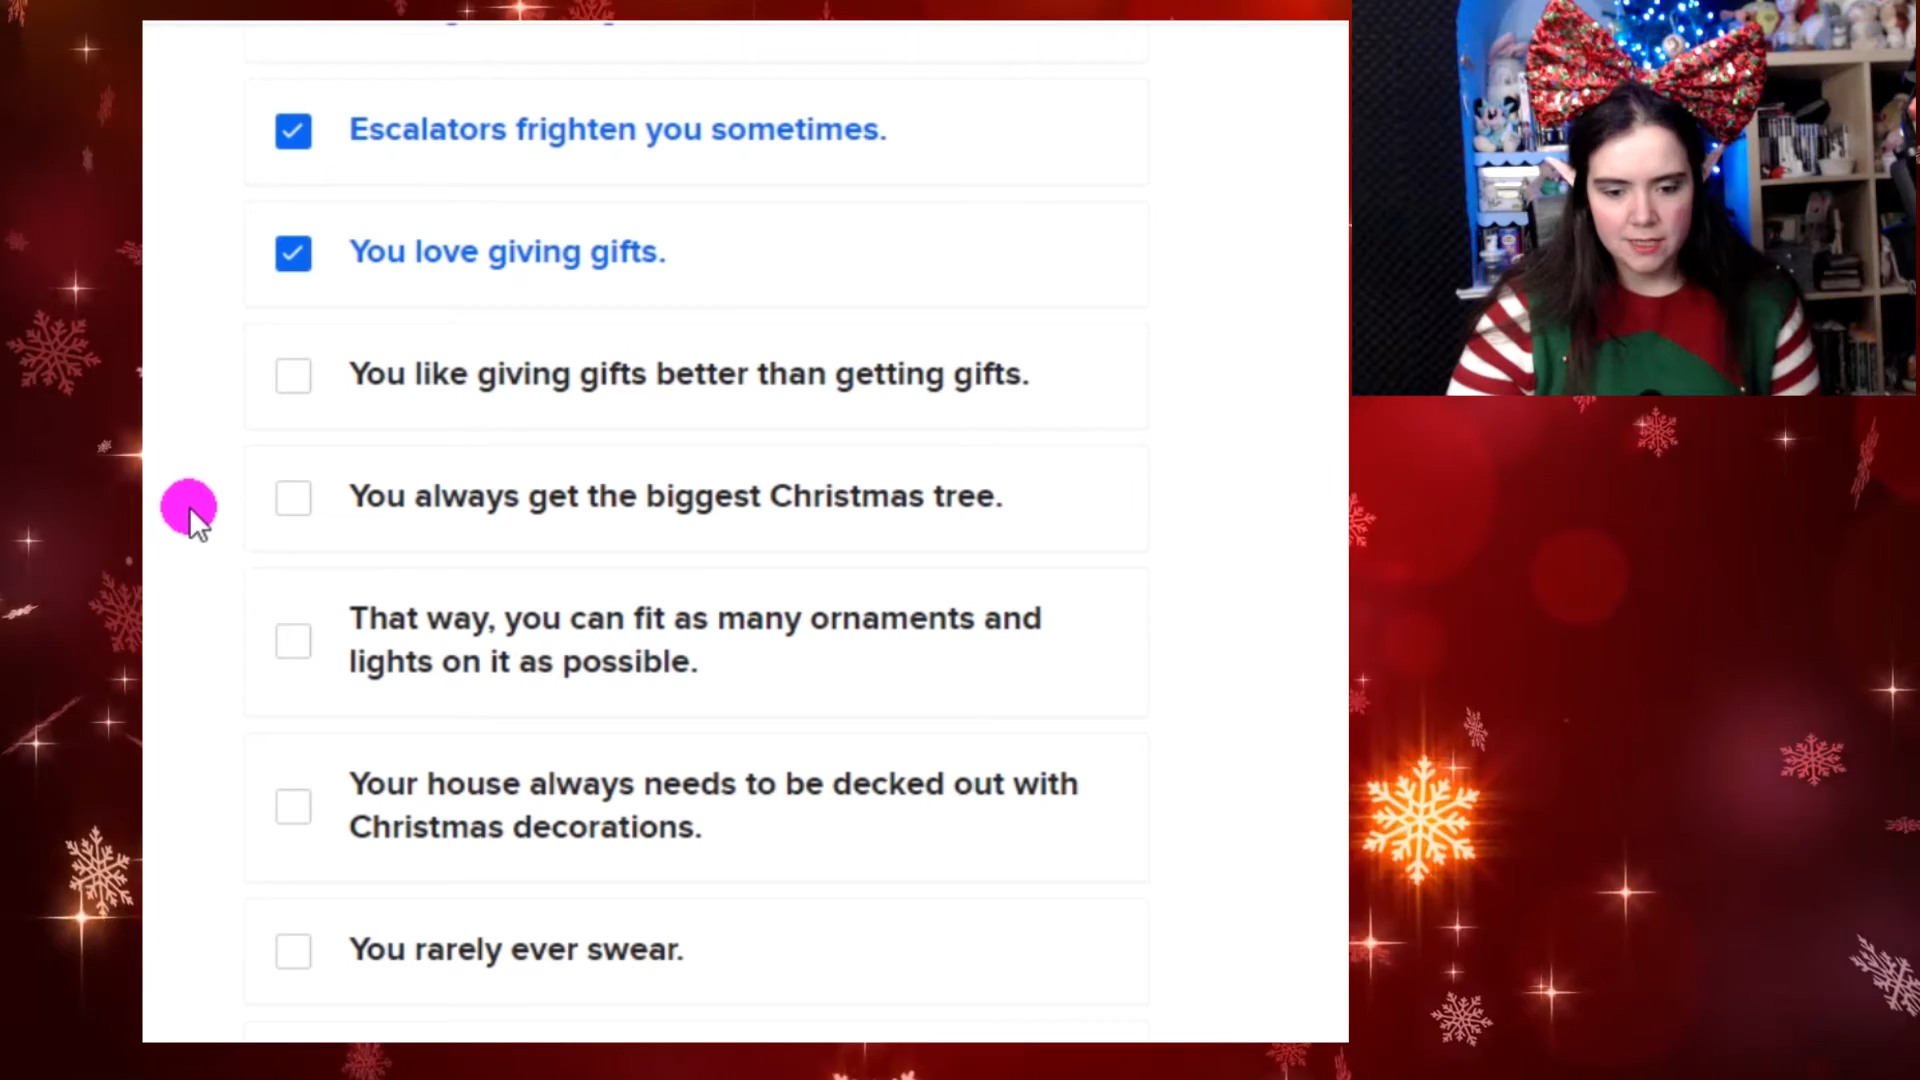 Escalators frighten you sometimes.
You love giving gifts.
You like giving gifts better than getting gifts.
You always get the biggest Christmas tree.
That way, you can fit as many ornaments and
lights on it as possible.
Your house always needs to be decked out with
Christmas decorations.
You rarely ever swear.